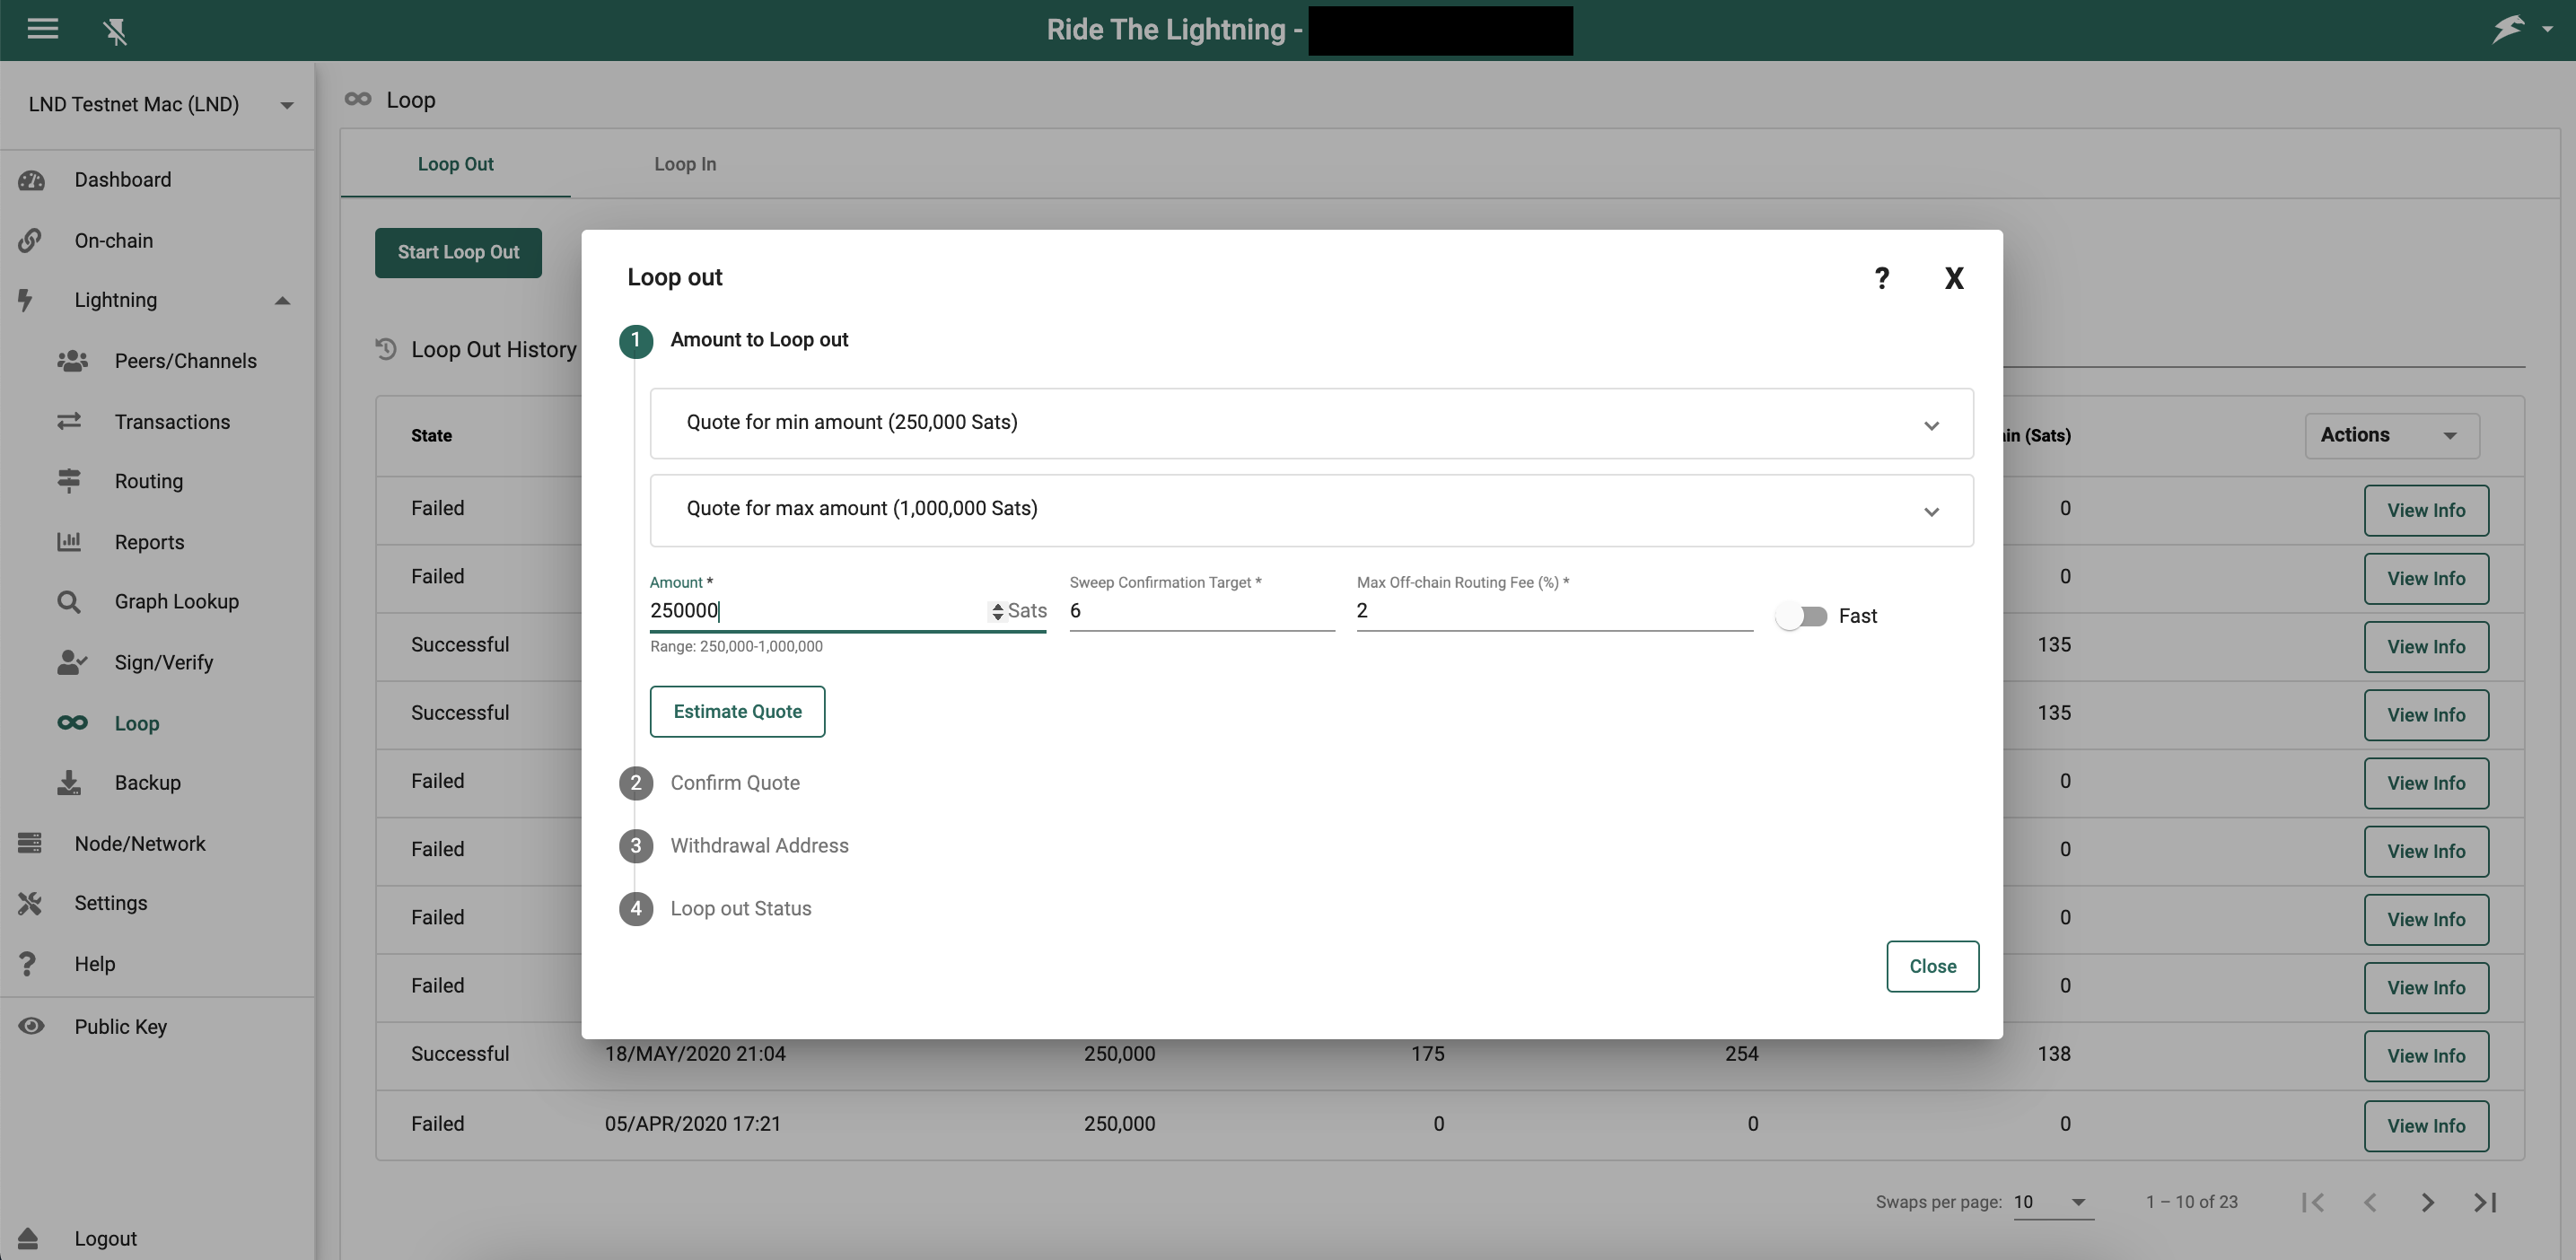 Ride The Lightning -
LND Testnet Mac (LND)
Dashboard
On-chain
Lightning
Peers/Channels
Transactions
Routing
Reports
Graph Lookup
Sign/Verify
Loop
Backup
Node/Network
Settings
Help
Public Key
Logout
Loop
Loop Out Loop In
Start Loop Out
Loop Out History
State ain (Sats) Actions
Failed 0 View Info
Failed 0 View Info
Successful 135 View Info
Successful 135 View Info
Failed 0 View Info
Failed 0 View Info
Failed 0 View Info
Failed 0 View Info
Successful 18/MAY/2020 21:04 250,000 175 254 138 View Info
Failed 05/APR/2020 17:21 250,000 0 0 0 View Info
Swaps per page: 10 1 – 10 of 23
Loop out ? X
1 Amount to Loop out
Quote for min amount (250,000 Sats)
Quote for max amount (1,000,000 Sats)
Amount * Sweep Confirmation Target * Max Off-chain Routing Fee (%) *
250000 Sats 6 2 Fast
Range: 250,000-1,000,000
Estimate Quote
2 Confirm Quote
3 Withdrawal Address
4 Loop out Status
Close